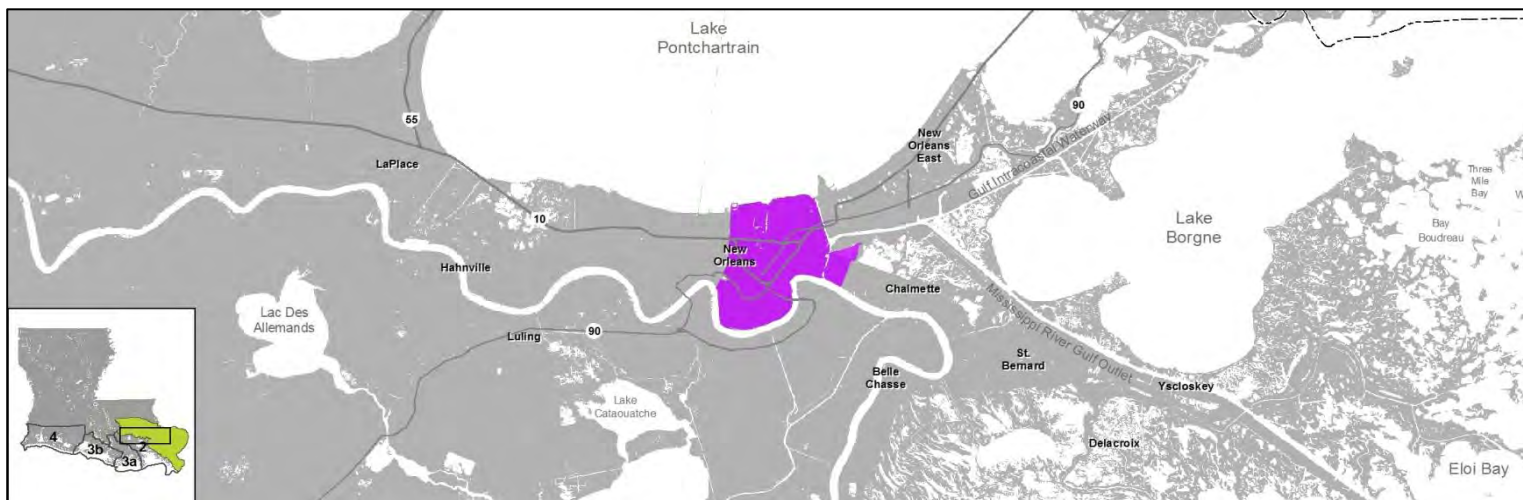 Lake
Pontchartrain
55
LaPlace
10
Hahnville
Lac Des
Allemands
Luling
90
Lake
Cataouatche
New
Orleans
New
Orleans
East
90
Gulf Intracoastal Waterway
Three
Mile
Bay
Bay
Boudreau
W
Lake
Borgne
Chalmette
Mississippi River Gulf Outlet
St.
Bernard
Belle
Chasse
Yscloskey
Delacroix
Eloi Bay
4
3b
3a
2